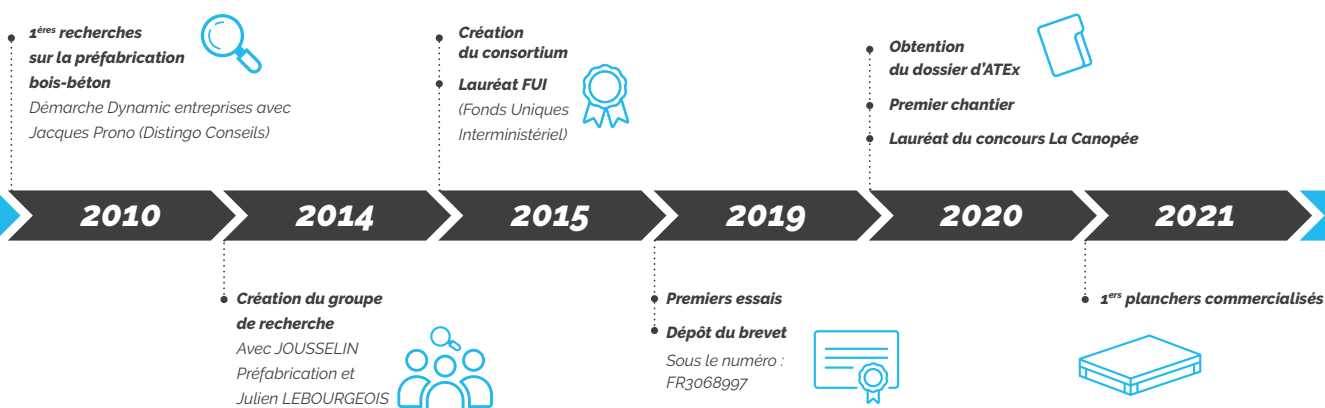 1ères recherches
sur la préfabrication
bois-béton
Démarche Dynamic entreprises avec
Jacques Prono (Distingo Conseils)
Création
du consortium
Lauréat FUI
(Fonds Uniques
Interministériel)
Obtention
du dossier d'ATEx
Premier chantier
Lauréat du concours La Canopée
2010
2014
2015
2019
2020
2021
Création du groupe
de recherche
Avec JOUSSELIN
Préfabrication et
Julien LEBOURGEOIS
Premiers essais
Dépôt du brevet
Sous le numéro :
FR3068997
1ers planchers commercialisés